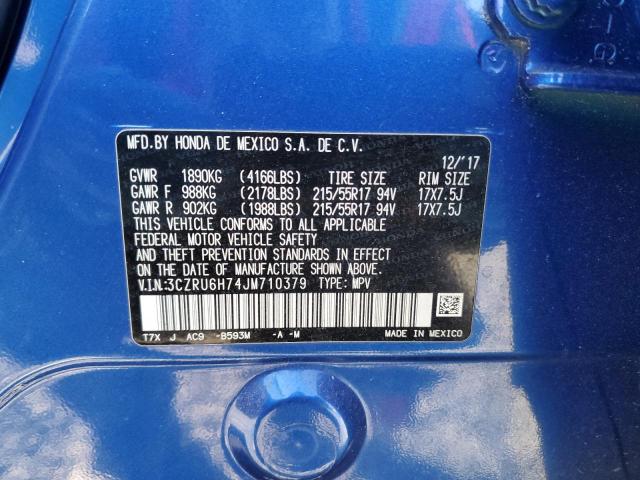 MFD.BY HONDA DE MEXICO S.A. DE C.V.
12/'17
GVWR 1890KG (4166LBS) TIRE SIZE RIM SIZE
GAWR F 988KG (2178LBS) 215/55R17 94V 17X7.5J
GAWR R 902KG (1988LBS) 215/55R17 94V 17X7.5J
THIS VEHICLE CONFORMS TO ALL APPLICABLE
FEDERAL MOTOR VEHICLE SAFETY
AND THEFT PREVENTION STANDARDS IN EFFECT
ON THE DATE OF MANUFACTURE SHOWN ABOVE.
V.I.N:3CZRU6H74JM710379 TYPE: MPV
T7X J AC9 -B593M -A -M
MADE IN MEXICO